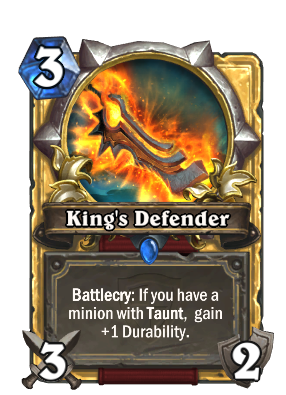 3
King's Defender
Battlecry: If you have a
minion with Taunt, gain
+1 Durability.
3
2